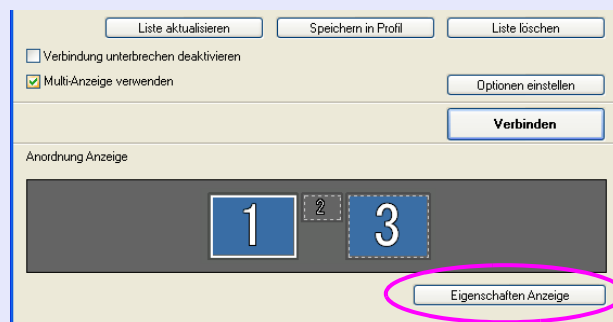 Liste aktualisieren Speichern in Profil Liste löschen
Verbindung unterbrechen deaktivieren
Multi-Anzeige verwenden
Optionen einstellen
Verbinden
Anordnung Anzeige
1 2 3
Eigenschaften Anzeige